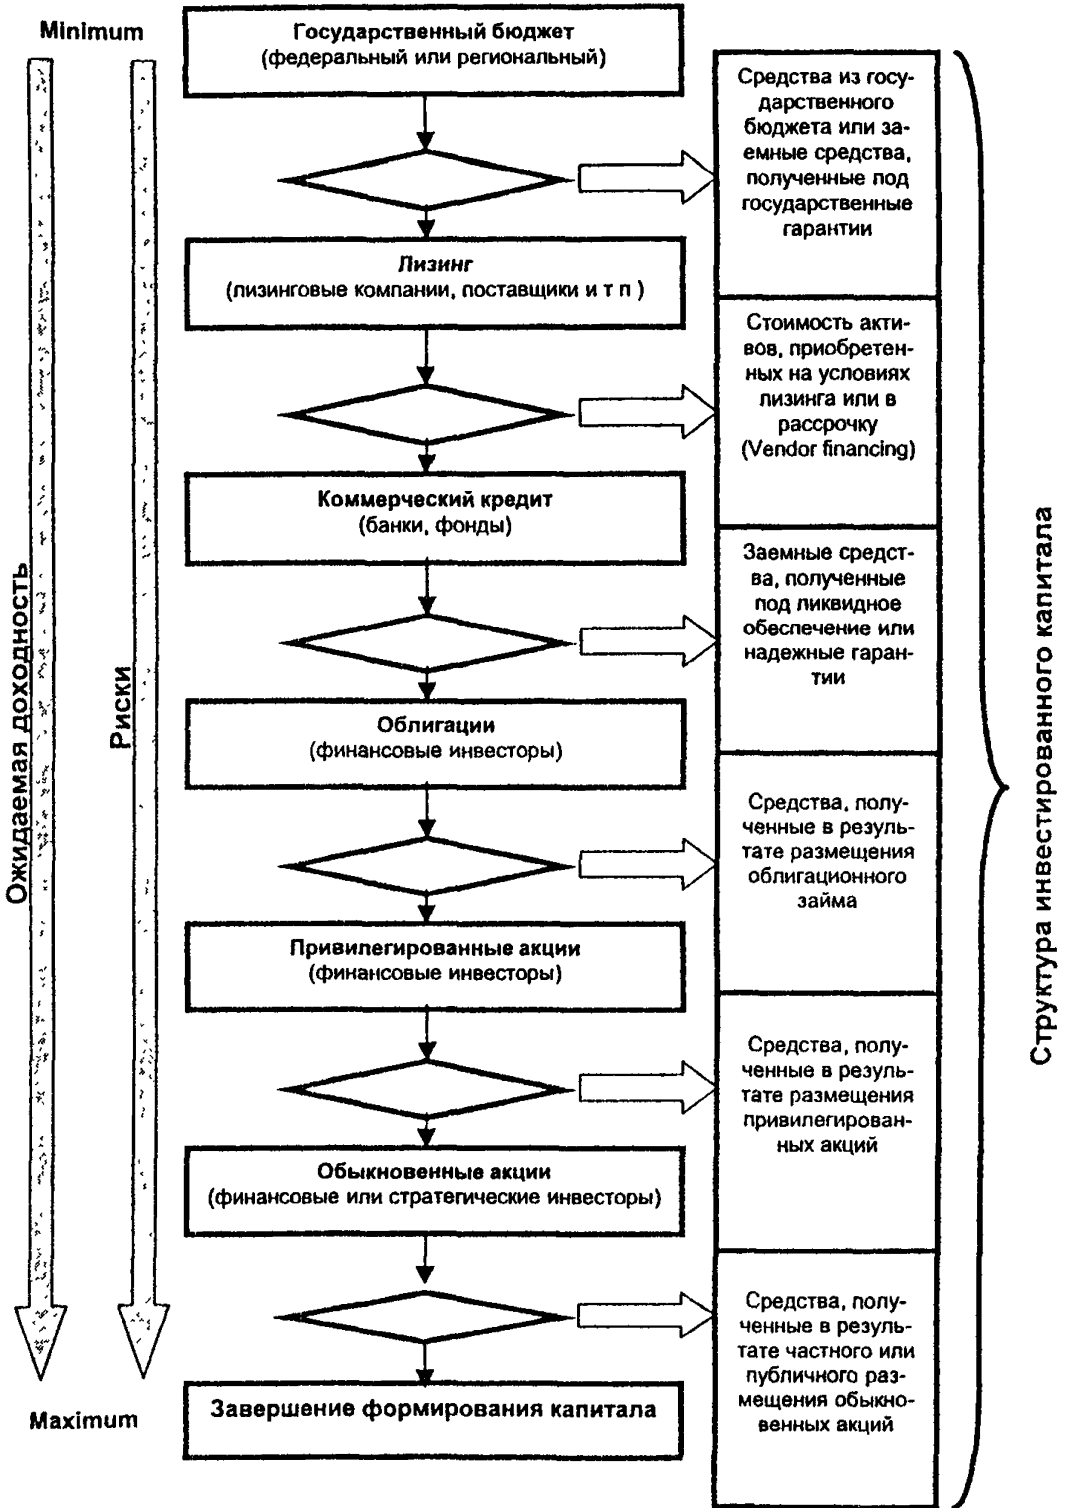 Minimum
Государственный бюджет
(федеральный или региональный)
Средства из госу-
дарственного
бюджета или за-
емные средства,
полученные под
государственные
гарантии
Лизинг
(лизинговые компании, поставщики и т п )
Стоимость акти-
вов, приобретен-
ных на условиях
лизинга или в
рассрочку
(Vendor financing)
Коммерческий кредит
(банки, фонды)
Заемные средст-
ва, полученные
под ликвидное
обеспечение или
надежные гаран-
тии
Облигации
(финансовые инвесторы)
Средства, полу-
ченные в резуль-
тате размещения
облигационного
займа
Привилегированные акции
(финансовые инвесторы)
Средства, полу-
ченные в резуль-
тате размещения
привилегирован-
ных акций
Обыкновенные акции
(финансовые или стратегические инвесторы)
Средства, полу-
ченные в резуль-
тате частного или
публичного раз-
мещения обыкно-
венных акций
Завершение формирования капитала
Maximum
Ожидаемая доходность
Риски
Структура инвестированного капитала